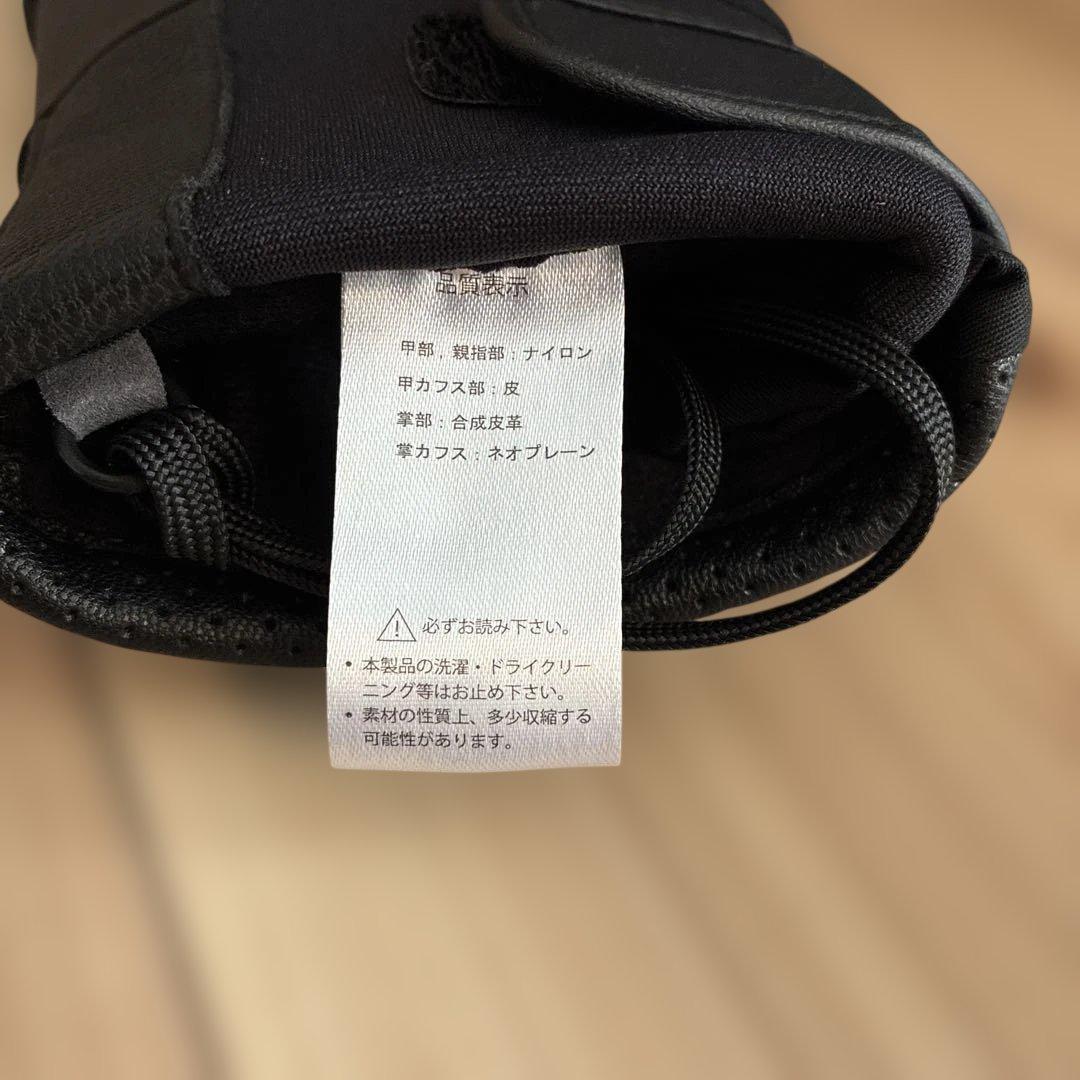 品質表示
甲部,親指部:ナイロン
甲カフス部:皮
掌部:合成皮革
掌カフス:ネオプレーン
必ずお読み下さい。
• 本製品の洗濯・ドライクリー
ニング等はお止め下さい。
• 素材の性質上、多少収縮する
可能性があります。